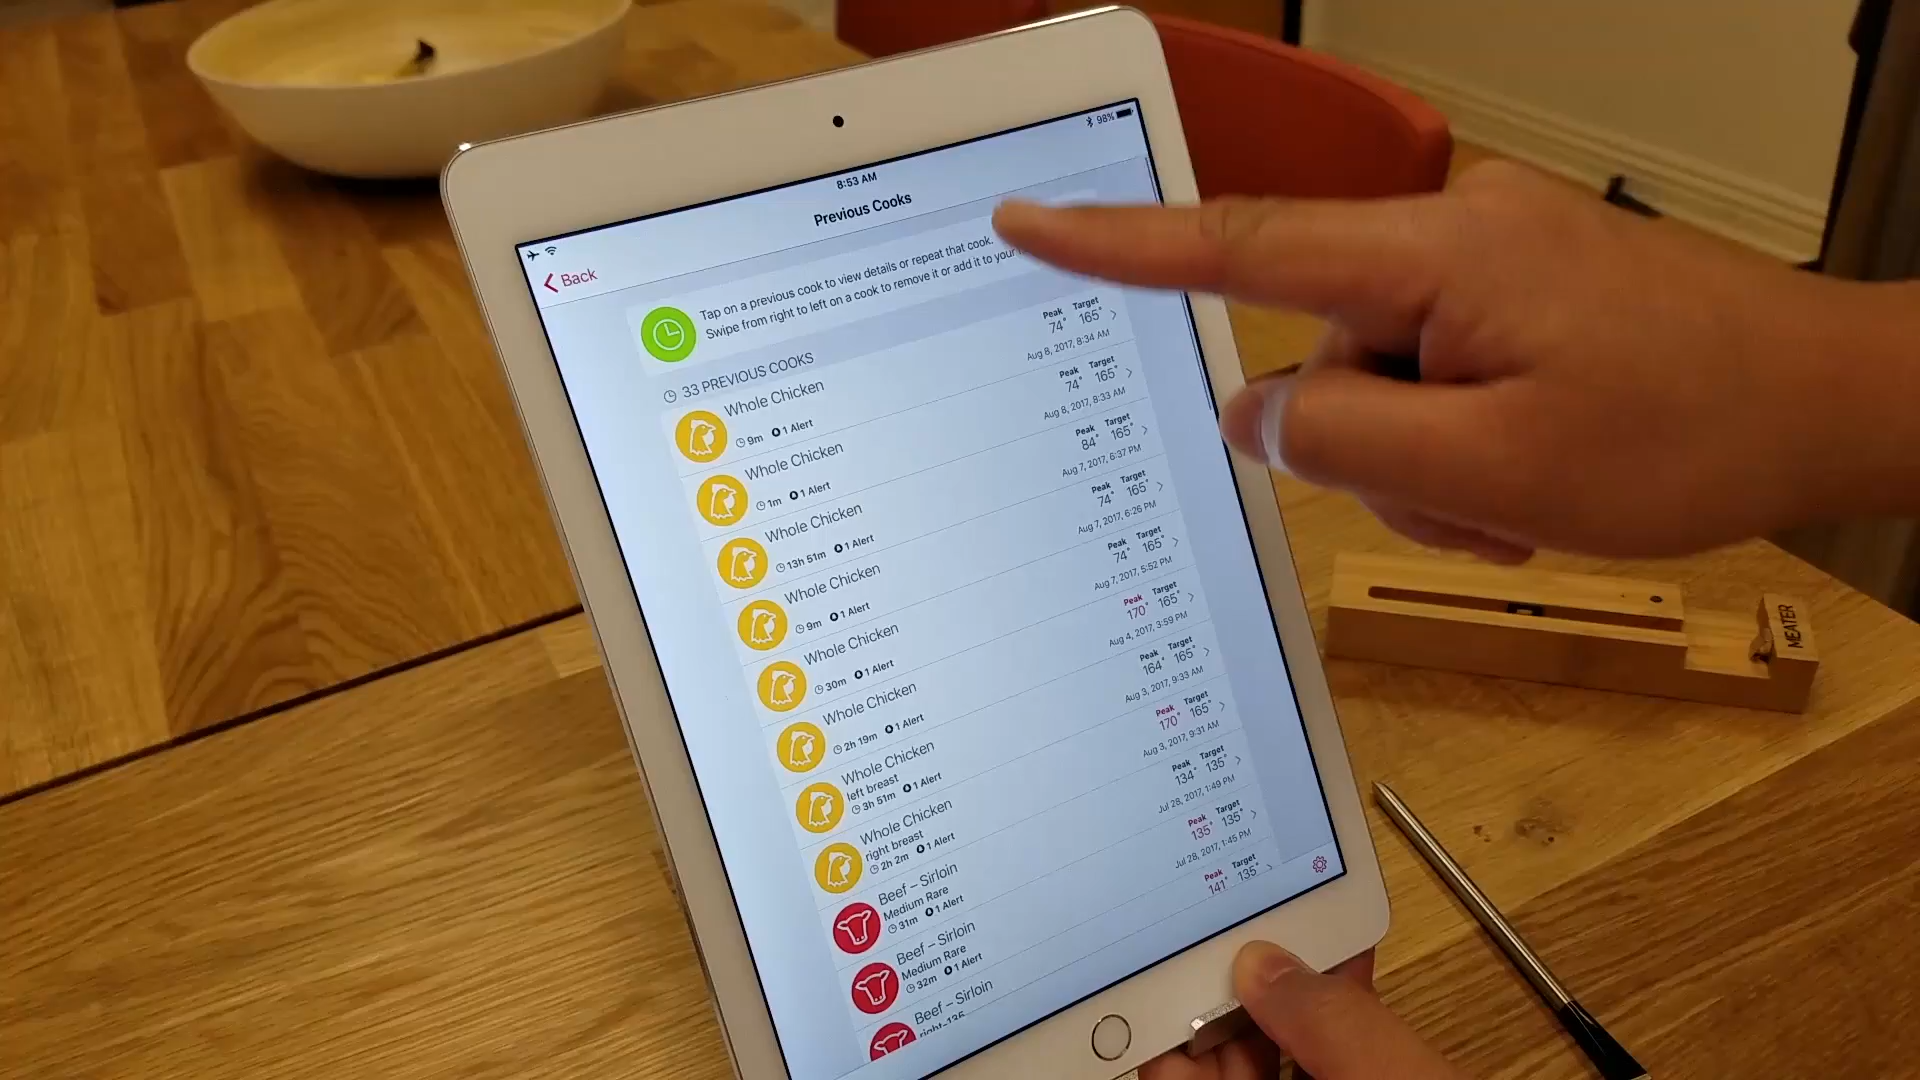 98%
8:53 AM
Previous Cooks
Back
Tap on a previous cook to view details or repeat that cook.
Swipe from right to left on a cook to remove it or add it to your
33 PREVIOUS COOKS
Whole Chicken
9m 1 Alert
Peak Target
74° 165°
Aug 8, 2017, 8:34 AM
Whole Chicken
1m 1 Alert
Peak Target
74° 165°
Aug 8, 2017, 8:33 AM
Whole Chicken
13h 51m 1 Alert
Peak Target
84° 165°
Aug 7, 2017, 6:37 PM
Whole Chicken
9m 1 Alert
Peak Target
74° 165°
Aug 7, 2017, 6:26 PM
Whole Chicken
30m 1 Alert
Peak Target
74° 165°
Aug 7, 2017, 5:52 PM
Whole Chicken
2h 19m 1 Alert
Peak Target
170° 165°
Aug 4, 2017, 3:59 PM
Whole Chicken
left breast
3h 51m 1 Alert
Peak Target
164° 165°
Aug 3, 2017, 9:33 AM
Whole Chicken
right breast
2h 2m 1 Alert
Peak Target
170° 165°
Aug 3, 2017, 9:31 AM
Beef – Sirloin
Medium Rare
31m 1 Alert
Peak Target
134° 135°
Jul 28, 2017, 1:49 PM
Beef – Sirloin
Medium Rare
32m 1 Alert
Peak Target
135° 135°
Jul 28, 2017, 1:45 PM
Beef – Sirloin
right-135
Peak Target
141° 135°
MEATER